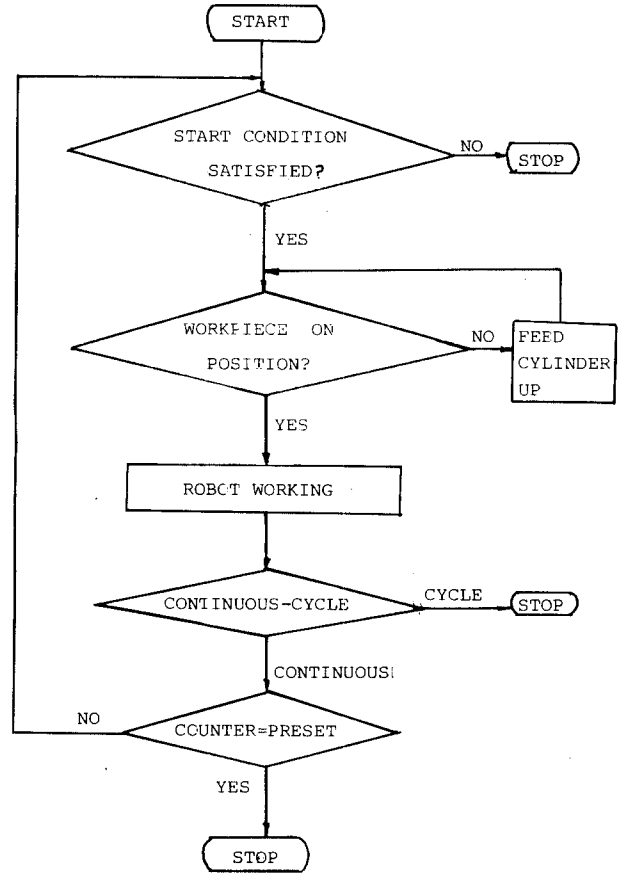 START
START CONDITION
SATISFIED?
NO
STOP
YES
WORKPIECE ON
POSITION?
NO
FEED
CYLINDER
UP
YES
ROBOT WORKING
CONTINUOUS-CYCLE
CYCLE
STOP
CONTINUOUS
NO
COUNTER=PRESET
YES
STOP